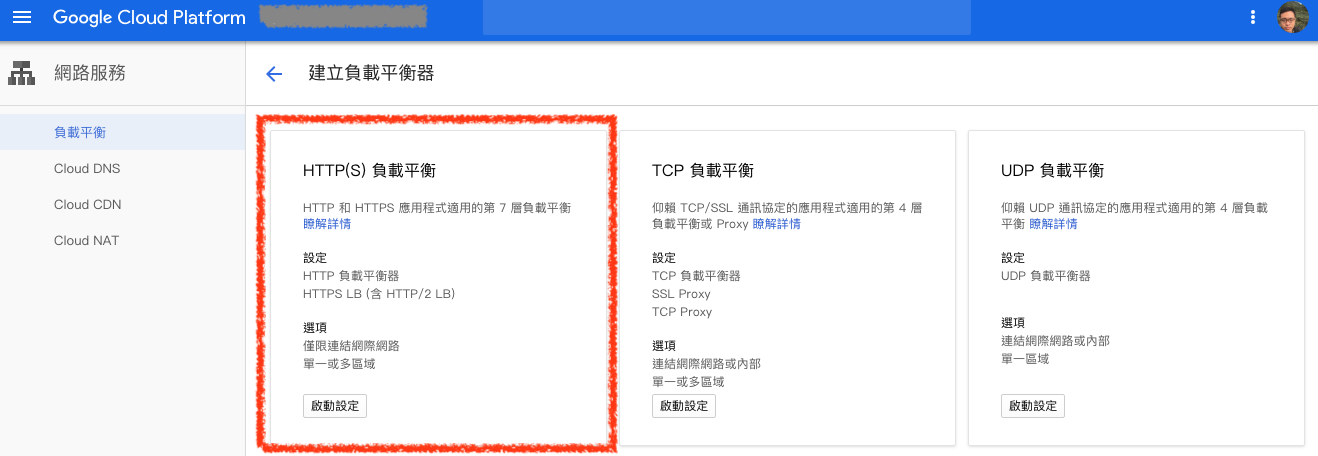 Google Cloud Platform
網路服務
建立負載平衡器
負載平衡
Cloud DNS
Cloud CDN
Cloud NAT
HTTP(S) 負載平衡
HTTP 和 HTTPS 應用程式適用的第 7 層負載平衡
瞭解詳情
設定
HTTP 負載平衡器
HTTPS LB (含 HTTP/2 LB)
選項
僅限連結網際網路
單一或多區域
啟動設定
TCP 負載平衡
仰賴 TCP/SSL 通訊協定的應用程式適用的第 4 層
負載平衡或 Proxy 瞭解詳情
設定
TCP 負載平衡器
SSL Proxy
TCP Proxy
選項
連結網際網路或內部
單一或多區域
啟動設定
UDP 負載平衡
仰賴 UDP 通訊協定的應用程式適用的第 4 層負載
平衡 瞭解詳情
設定
UDP 負載平衡器
選項
連結網際網路或內部
單一區域
啟動設定